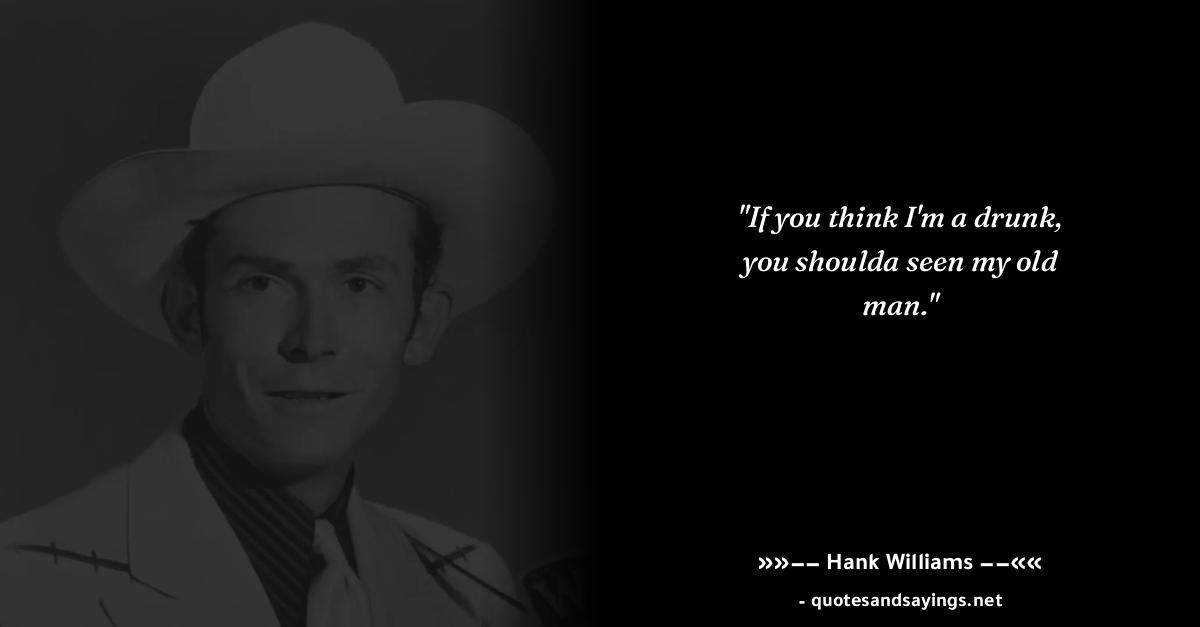 "If you think I'm a drunk,
you shoulda seen my old
man."
»»–– Hank Williams ––««
- quotesandsayings.net